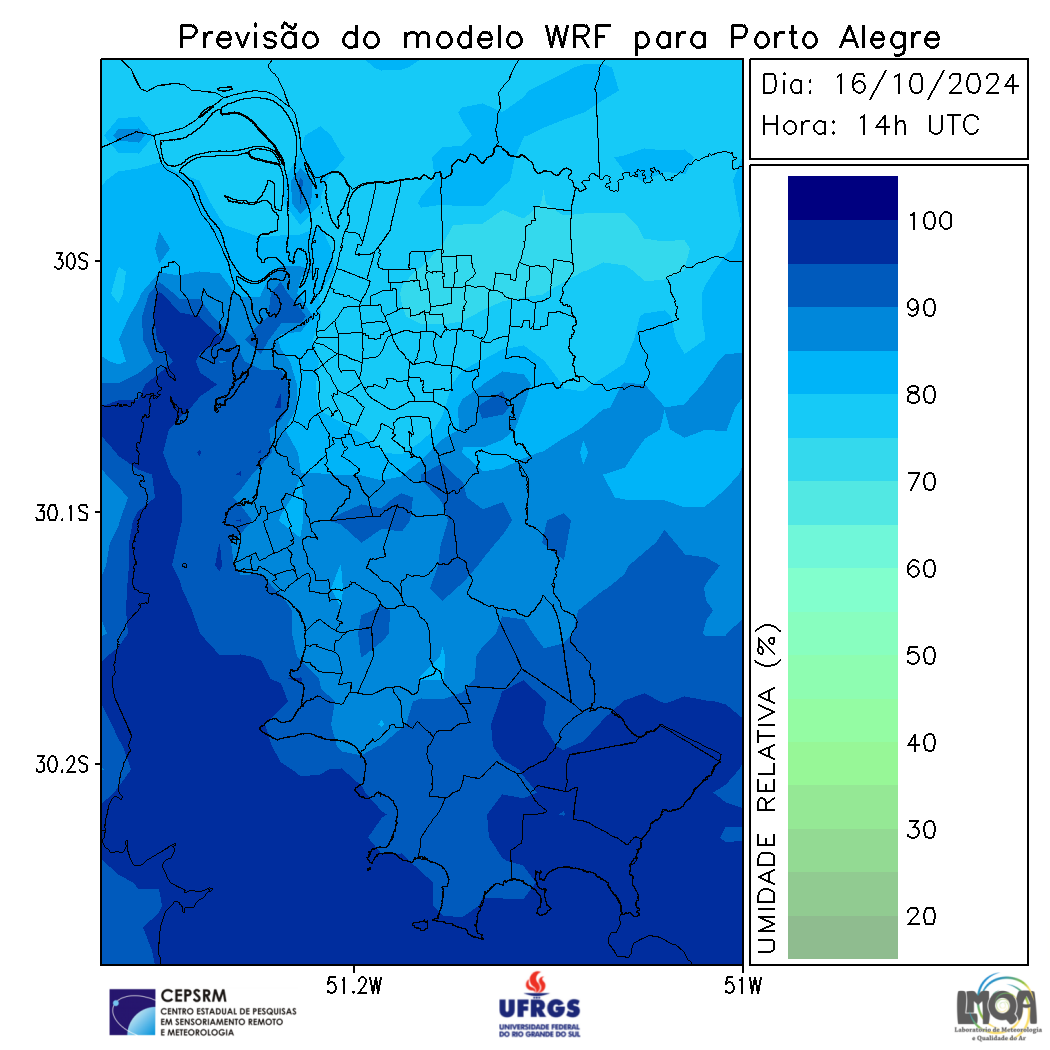 Previsão do modelo WRF para Porto Alegre
Dia: 16/10/2024
Hora: 14h UTC
30S
30.1S
30.2S
51.2W
51W
100
90
80
70
60
50
40
30
20
UMIDADE RELATIVA (%)
CEPSRM
CENTRO ESTADUAL DE PESQUISAS
EM SENSORIAMENTO REMOTO
E METEOROLOGIA
UFRGS
UNIVERSIDADE FEDERAL
DO RIO GRANDE DO SUL
LMQA
Laboratório de Meteorologia
e Qualidade do Ar